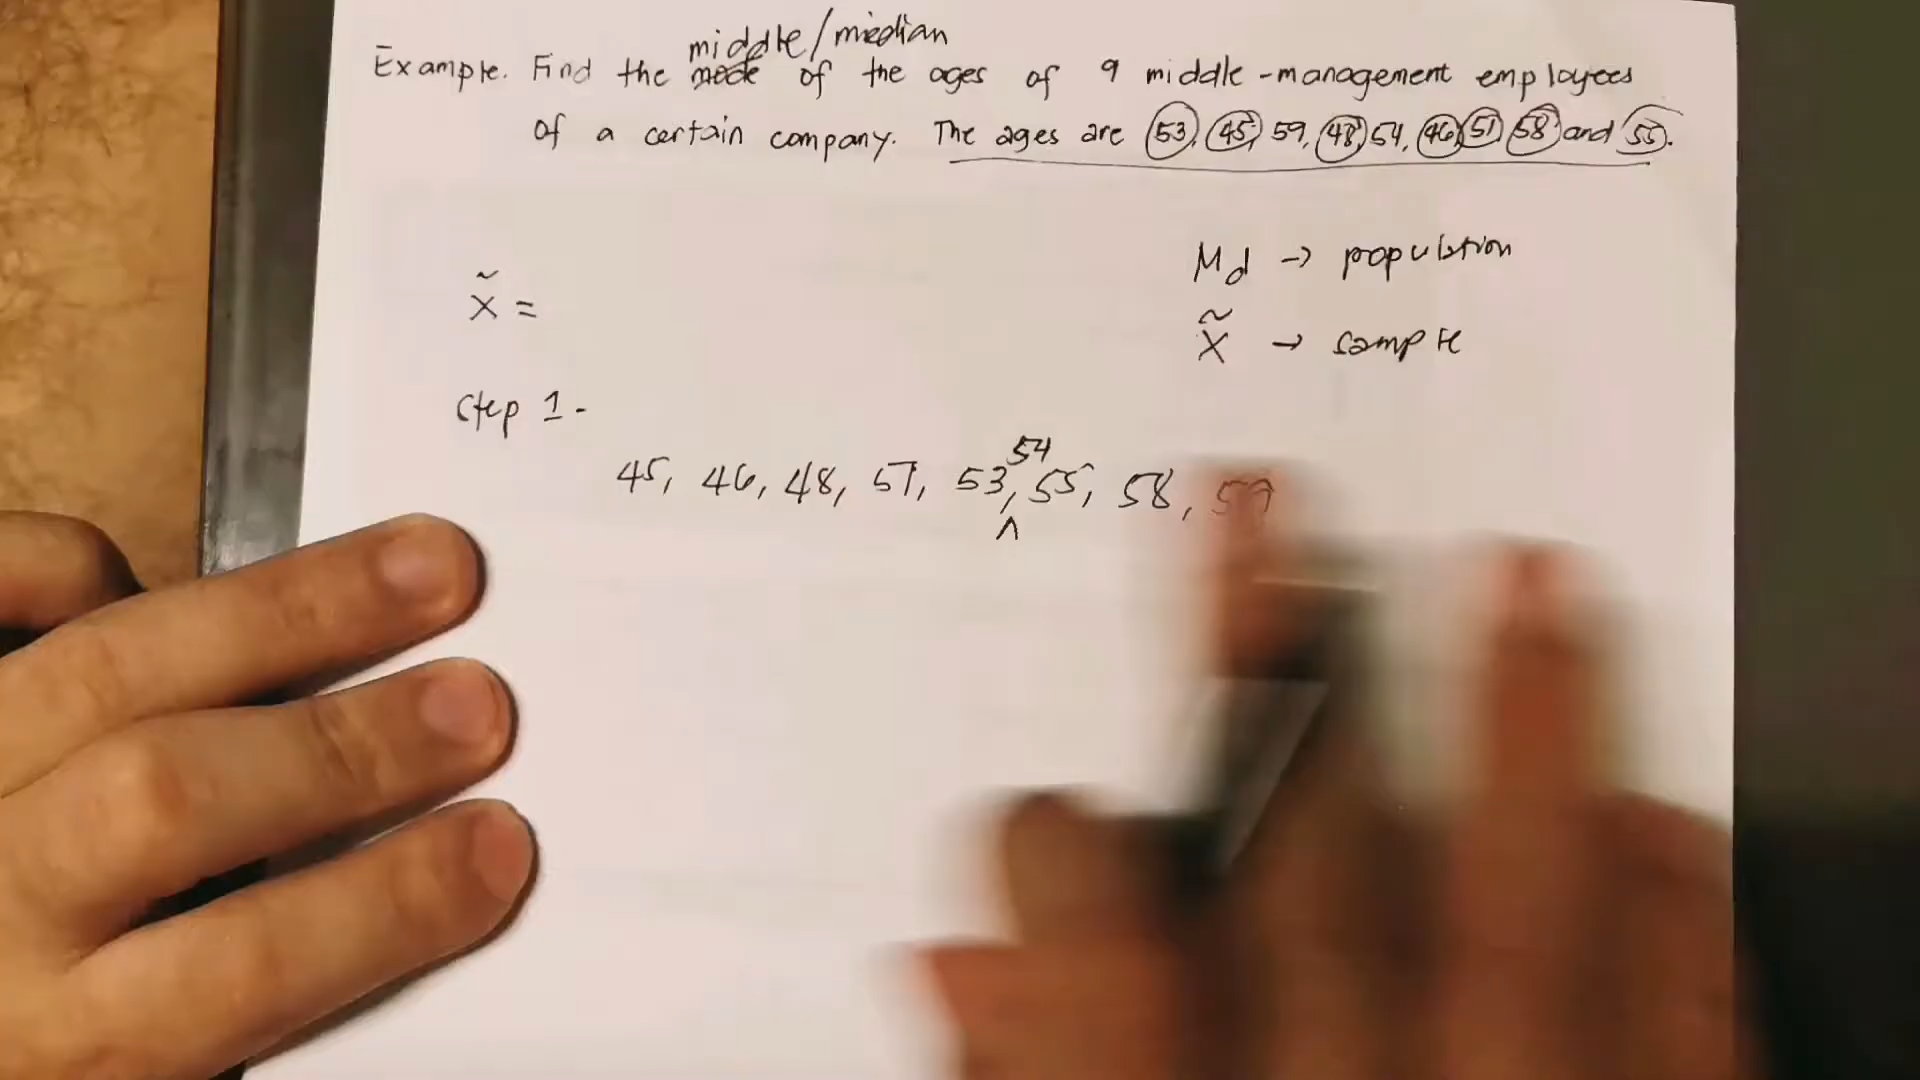 middle/median
Example. Find the mode of the ages of 9 middle-management employees
of a certain company. The ages are 53, 45, 59, 48, 54, 46, 51, 58 and 55.
Md → population
x̃ =
x̃ → sample
Step 1-
54
45, 46, 48, 51, 53, 55, 58, 59
^